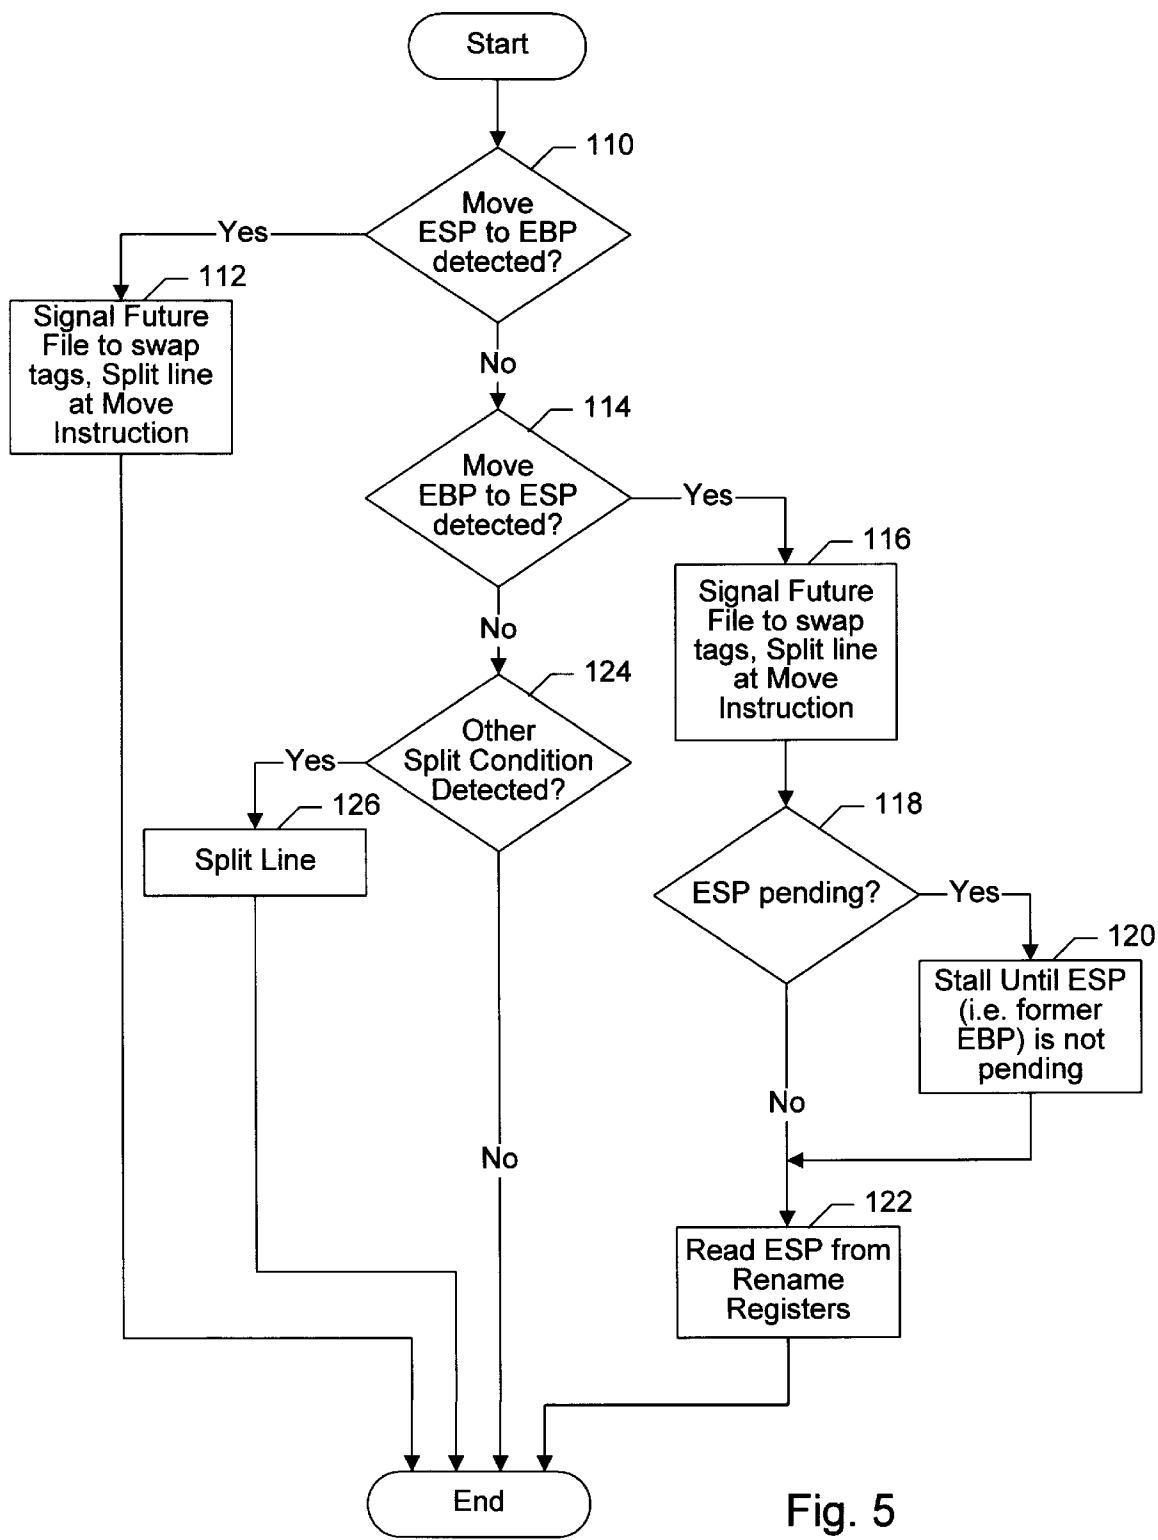 Start
110
Move
ESP to EBP
detected?
Yes
112
Signal Future
File to swap
tags, Split line
at Move
Instruction
No
114
Move
EBP to ESP
detected?
Yes
116
Signal Future
File to swap
tags, Split line
at Move
Instruction
No
124
Other
Split Condition
Detected?
Yes
126
Split Line
118
ESP pending?
Yes
120
Stall Until ESP
(i.e. former
EBP) is not
pending
No
No
122
Read ESP from
Rename
Registers
End
Fig. 5